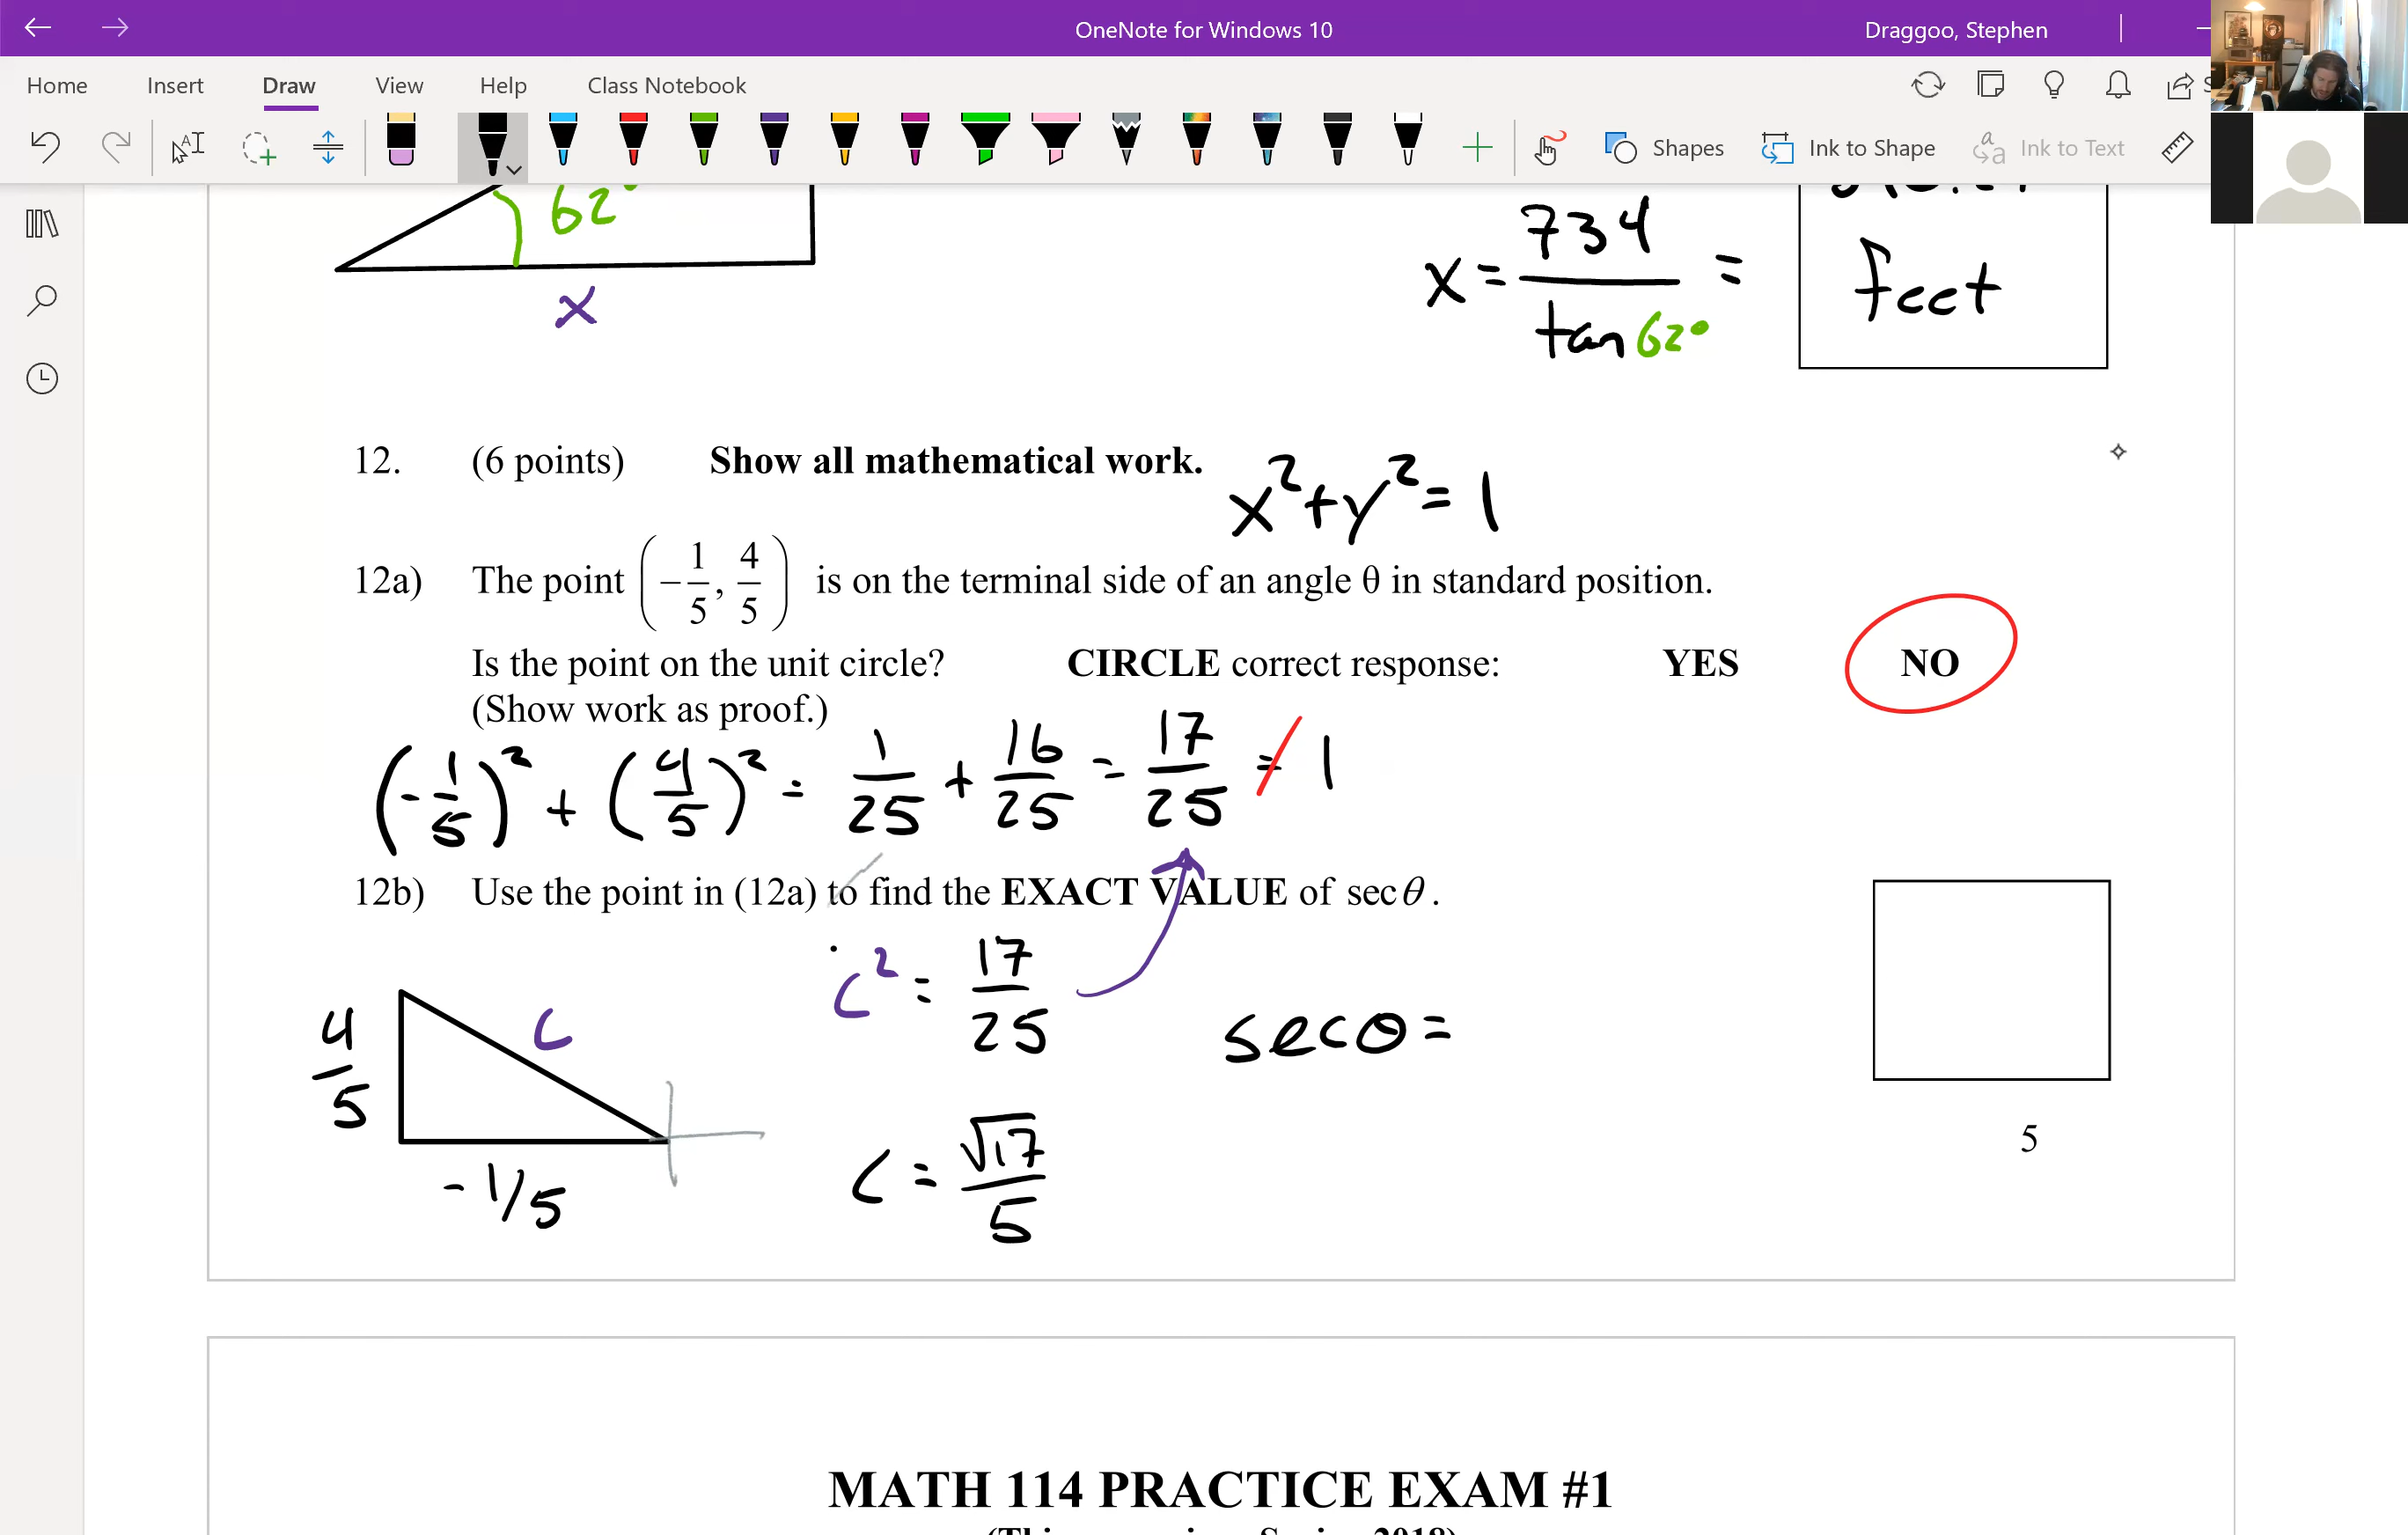 OneNote for Windows 10
Draggoo, Stephen
Home Insert Draw View Help Class Notebook
Shapes Ink to Shape Ink to Text
62°
x
x = 734 / tan 62° =
feet
12. (6 points) Show all mathematical work.
x² + y² = 1
12a) The point (-1/5, 4/5) is on the terminal side of an angle θ in standard position.
Is the point on the unit circle? CIRCLE correct response: YES NO
(Show work as proof.)
(-1/5)² + (4/5)² = 1/25 + 16/25 = 17/25 ≠ 1
12b) Use the point in (12a) to find the EXACT VALUE of sec θ.
4/5
c
-1/5
c² = 17/25
c = √17/5
sec θ =
5
MATH 114 PRACTICE EXAM #1